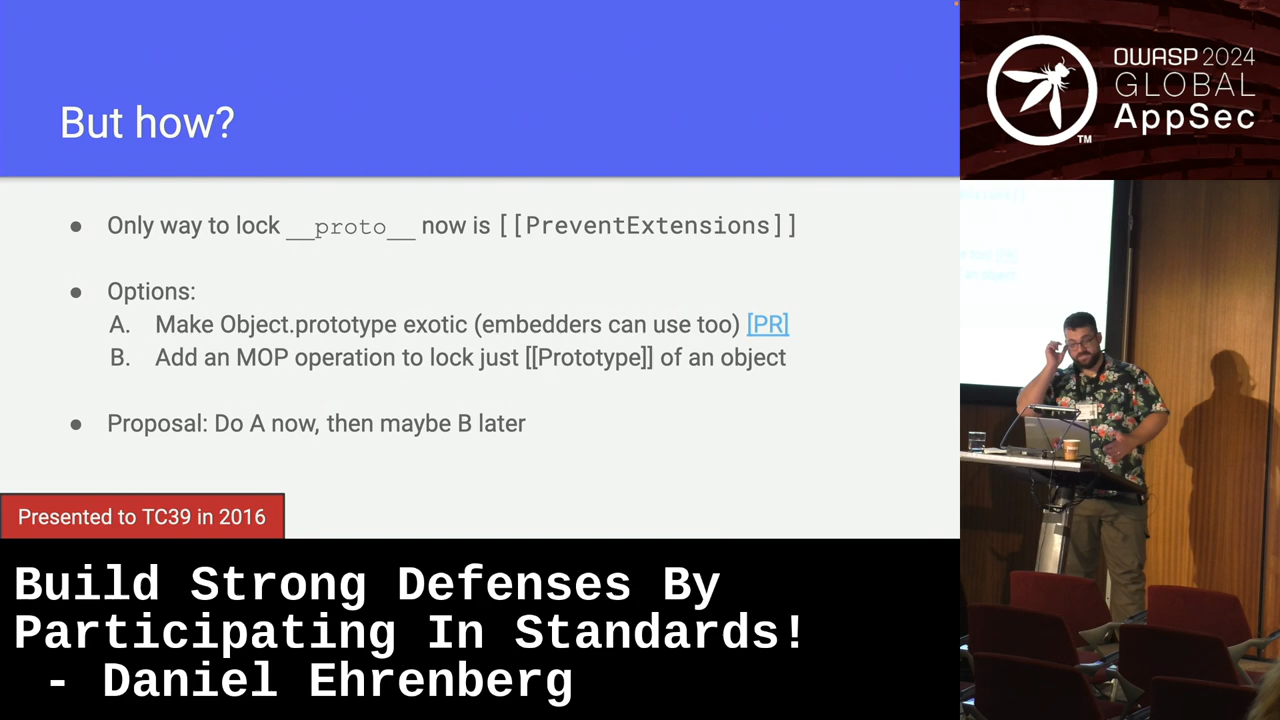 But how?
● Only way to lock __proto__ now is [[PreventExtensions]]
● Options:
A. Make Object.prototype exotic (embedders can use too) [PR]
B. Add an MOP operation to lock just [[Prototype]] of an object
● Proposal: Do A now, then maybe B later
Presented to TC39 in 2016
Build Strong Defenses By
Participating In Standards!
- Daniel Ehrenberg
OWASP 2024
GLOBAL
AppSec
TM